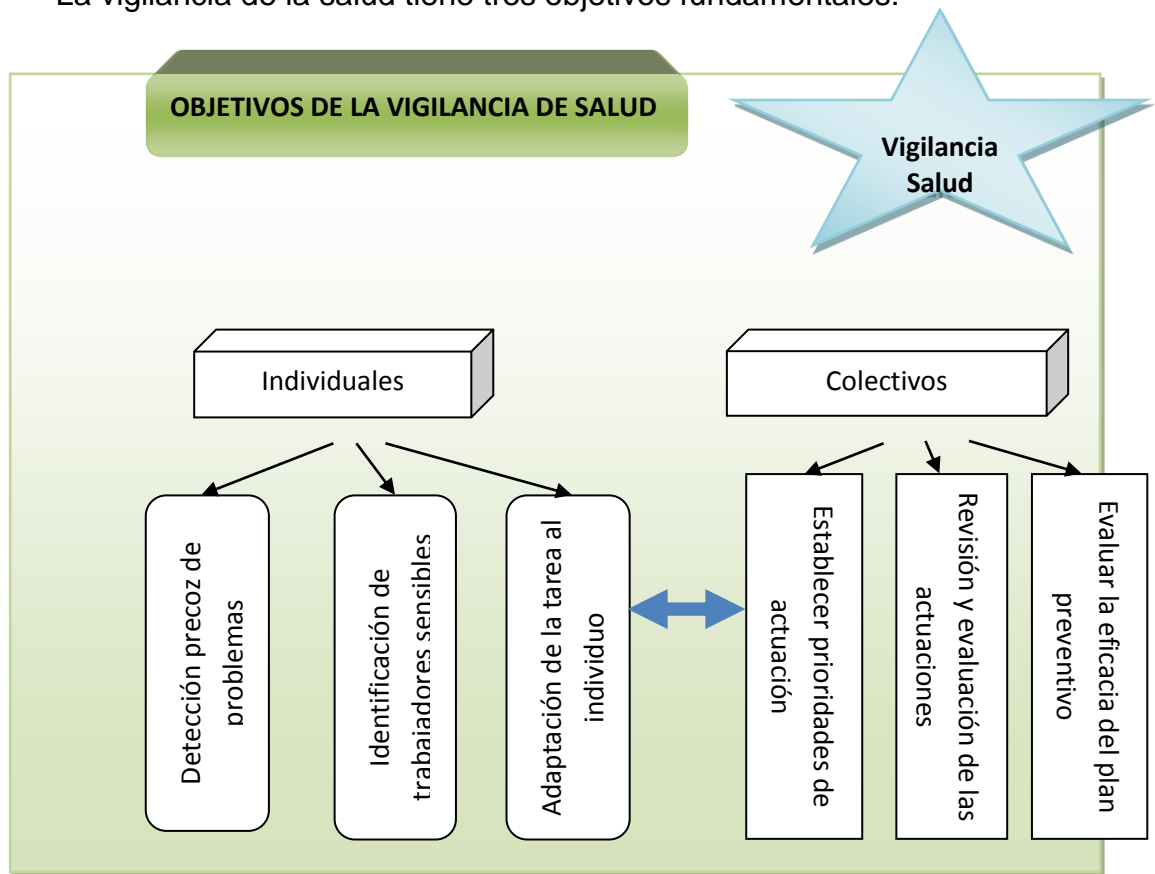 La vigilancia de la salud tiene tres objetivos fundamentales:
OBJETIVOS DE LA VIGILANCIA DE SALUD
Vigilancia
Salud
Individuales
Colectivos
Detección precoz de
problemas
Identificación de
trabajadores sensibles
Adaptación de la tarea al
individuo
Establecer prioridades de
actuación
Revisión y evaluación de las
actuaciones
Evaluar la eficacia del plan
preventivo